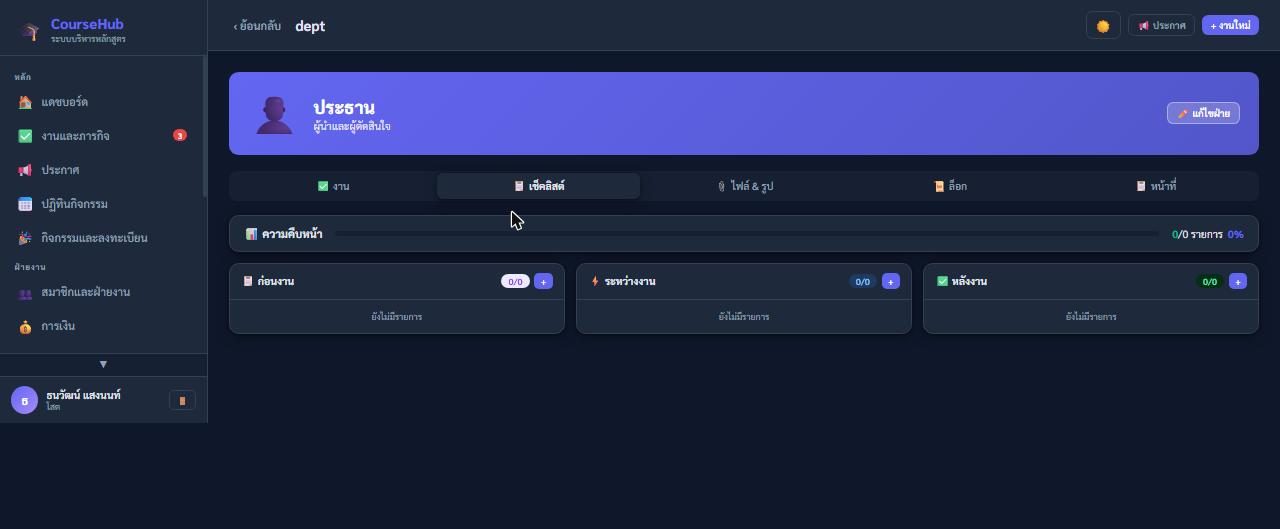 CourseHub
ระบบบริหารหลักสูตร
หลัก
แดชบอร์ด
งานและภารกิจ
3
ประกาศ
ปฏิทินกิจกรรม
กิจกรรมและลงทะเบียน
ฝ่ายงาน
สมาชิกและฝ่ายงาน
การเงิน
▼
ธ
ธนวัฒน์ แสงนนท์
โสต
‹ ย้อนกลับ dept
ประกาศ
+ งานใหม่
ประธาน
ผู้นำและผู้ตัดสินใจ
แก้ไขฝ่าย
งาน
เช็คลิสต์
ไฟล์ & รูป
ล็อก
หน้าที่
ความคืบหน้า
0/0 รายการ 0%
ก่อนงาน 0/0 +
ยังไม่มีรายการ
ระหว่างงาน 0/0 +
ยังไม่มีรายการ
หลังงาน 0/0 +
ยังไม่มีรายการ